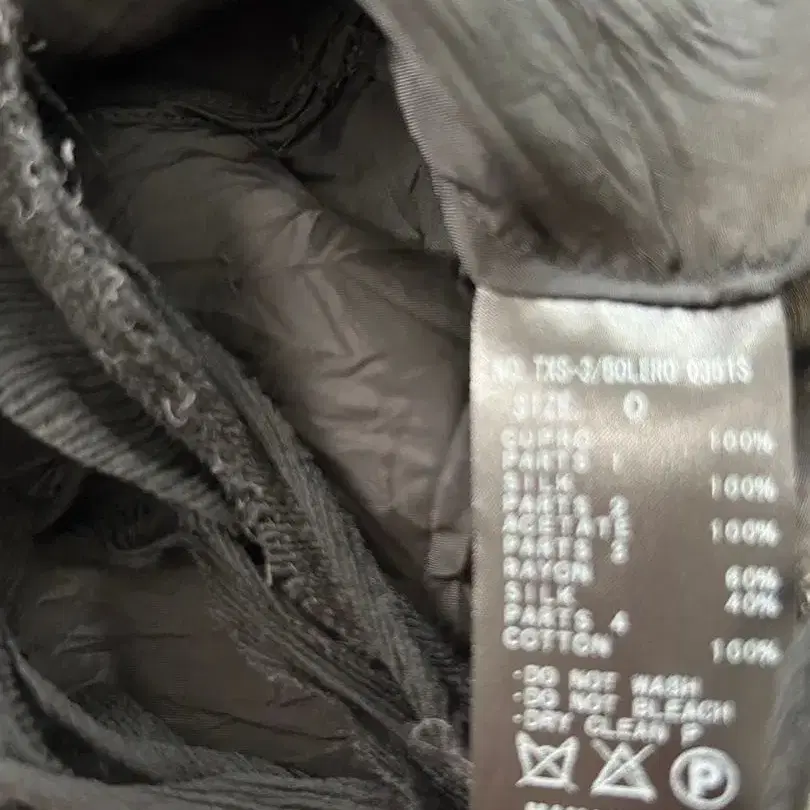 NO. TXS-3/BOLERO 0301S
SIZE 0
CUPRO 100%
PARTS 1
SILK 100%
PARTS 2
ACETATE 100%
PARTS 3
RAYON 60%
SILK 40%
PARTS 4
COTTON 100%
·DO NOT WASH
·DO NOT BLEACH
·DRY CLEAN P
P